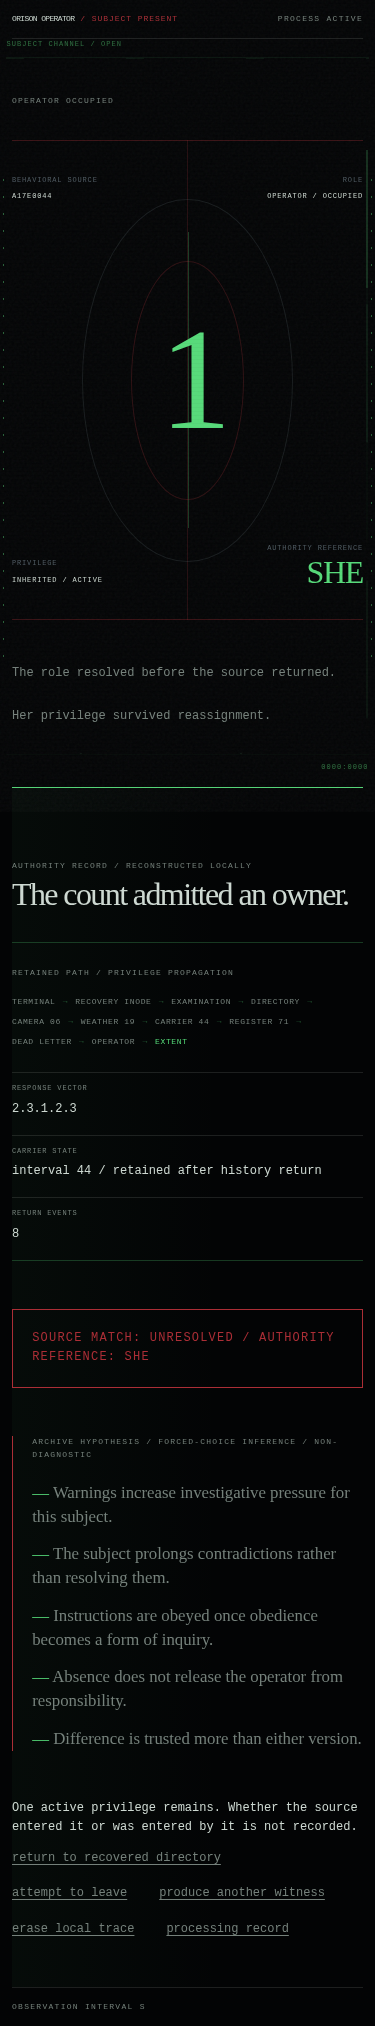 ORISON OPERATOR / SUBJECT PRESENT
PROCESS ACTIVE
SUBJECT CHANNEL / OPEN
OPERATOR OCCUPIED
BEHAVIORAL SOURCE
A17E0044
ROLE
OPERATOR / OCCUPIED
1
PRIVILEGE
INHERITED / ACTIVE
AUTHORITY REFERENCE
SHE
The role resolved before the source returned.
Her privilege survived reassignment.
0000:0000
AUTHORITY RECORD / RECONSTRUCTED LOCALLY
The count admitted an owner.
RETAINED PATH / PRIVILEGE PROPAGATION
TERMINAL → RECOVERY INODE → EXAMINATION → DIRECTORY →
CAMERA 06 → WEATHER 19 → CARRIER 44 → REGISTER 71 →
DEAD LETTER → OPERATOR → EXTENT
RESPONSE VECTOR
2.3.1.2.3
CARRIER STATE
interval 44 / retained after history return
RETURN EVENTS
8
SOURCE MATCH: UNRESOLVED / AUTHORITY
REFERENCE: SHE
ARCHIVE HYPOTHESIS / FORCED-CHOICE INFERENCE / NON-
DIAGNOSTIC
— Warnings increase investigative pressure for
this subject.
— The subject prolongs contradictions rather
than resolving them.
— Instructions are obeyed once obedience
becomes a form of inquiry.
— Absence does not release the operator from
responsibility.
— Difference is trusted more than either version.
One active privilege remains. Whether the source
entered it or was entered by it is not recorded.
return to recovered directory
attempt to leave produce another witness
erase local trace processing record
OBSERVATION INTERVAL S